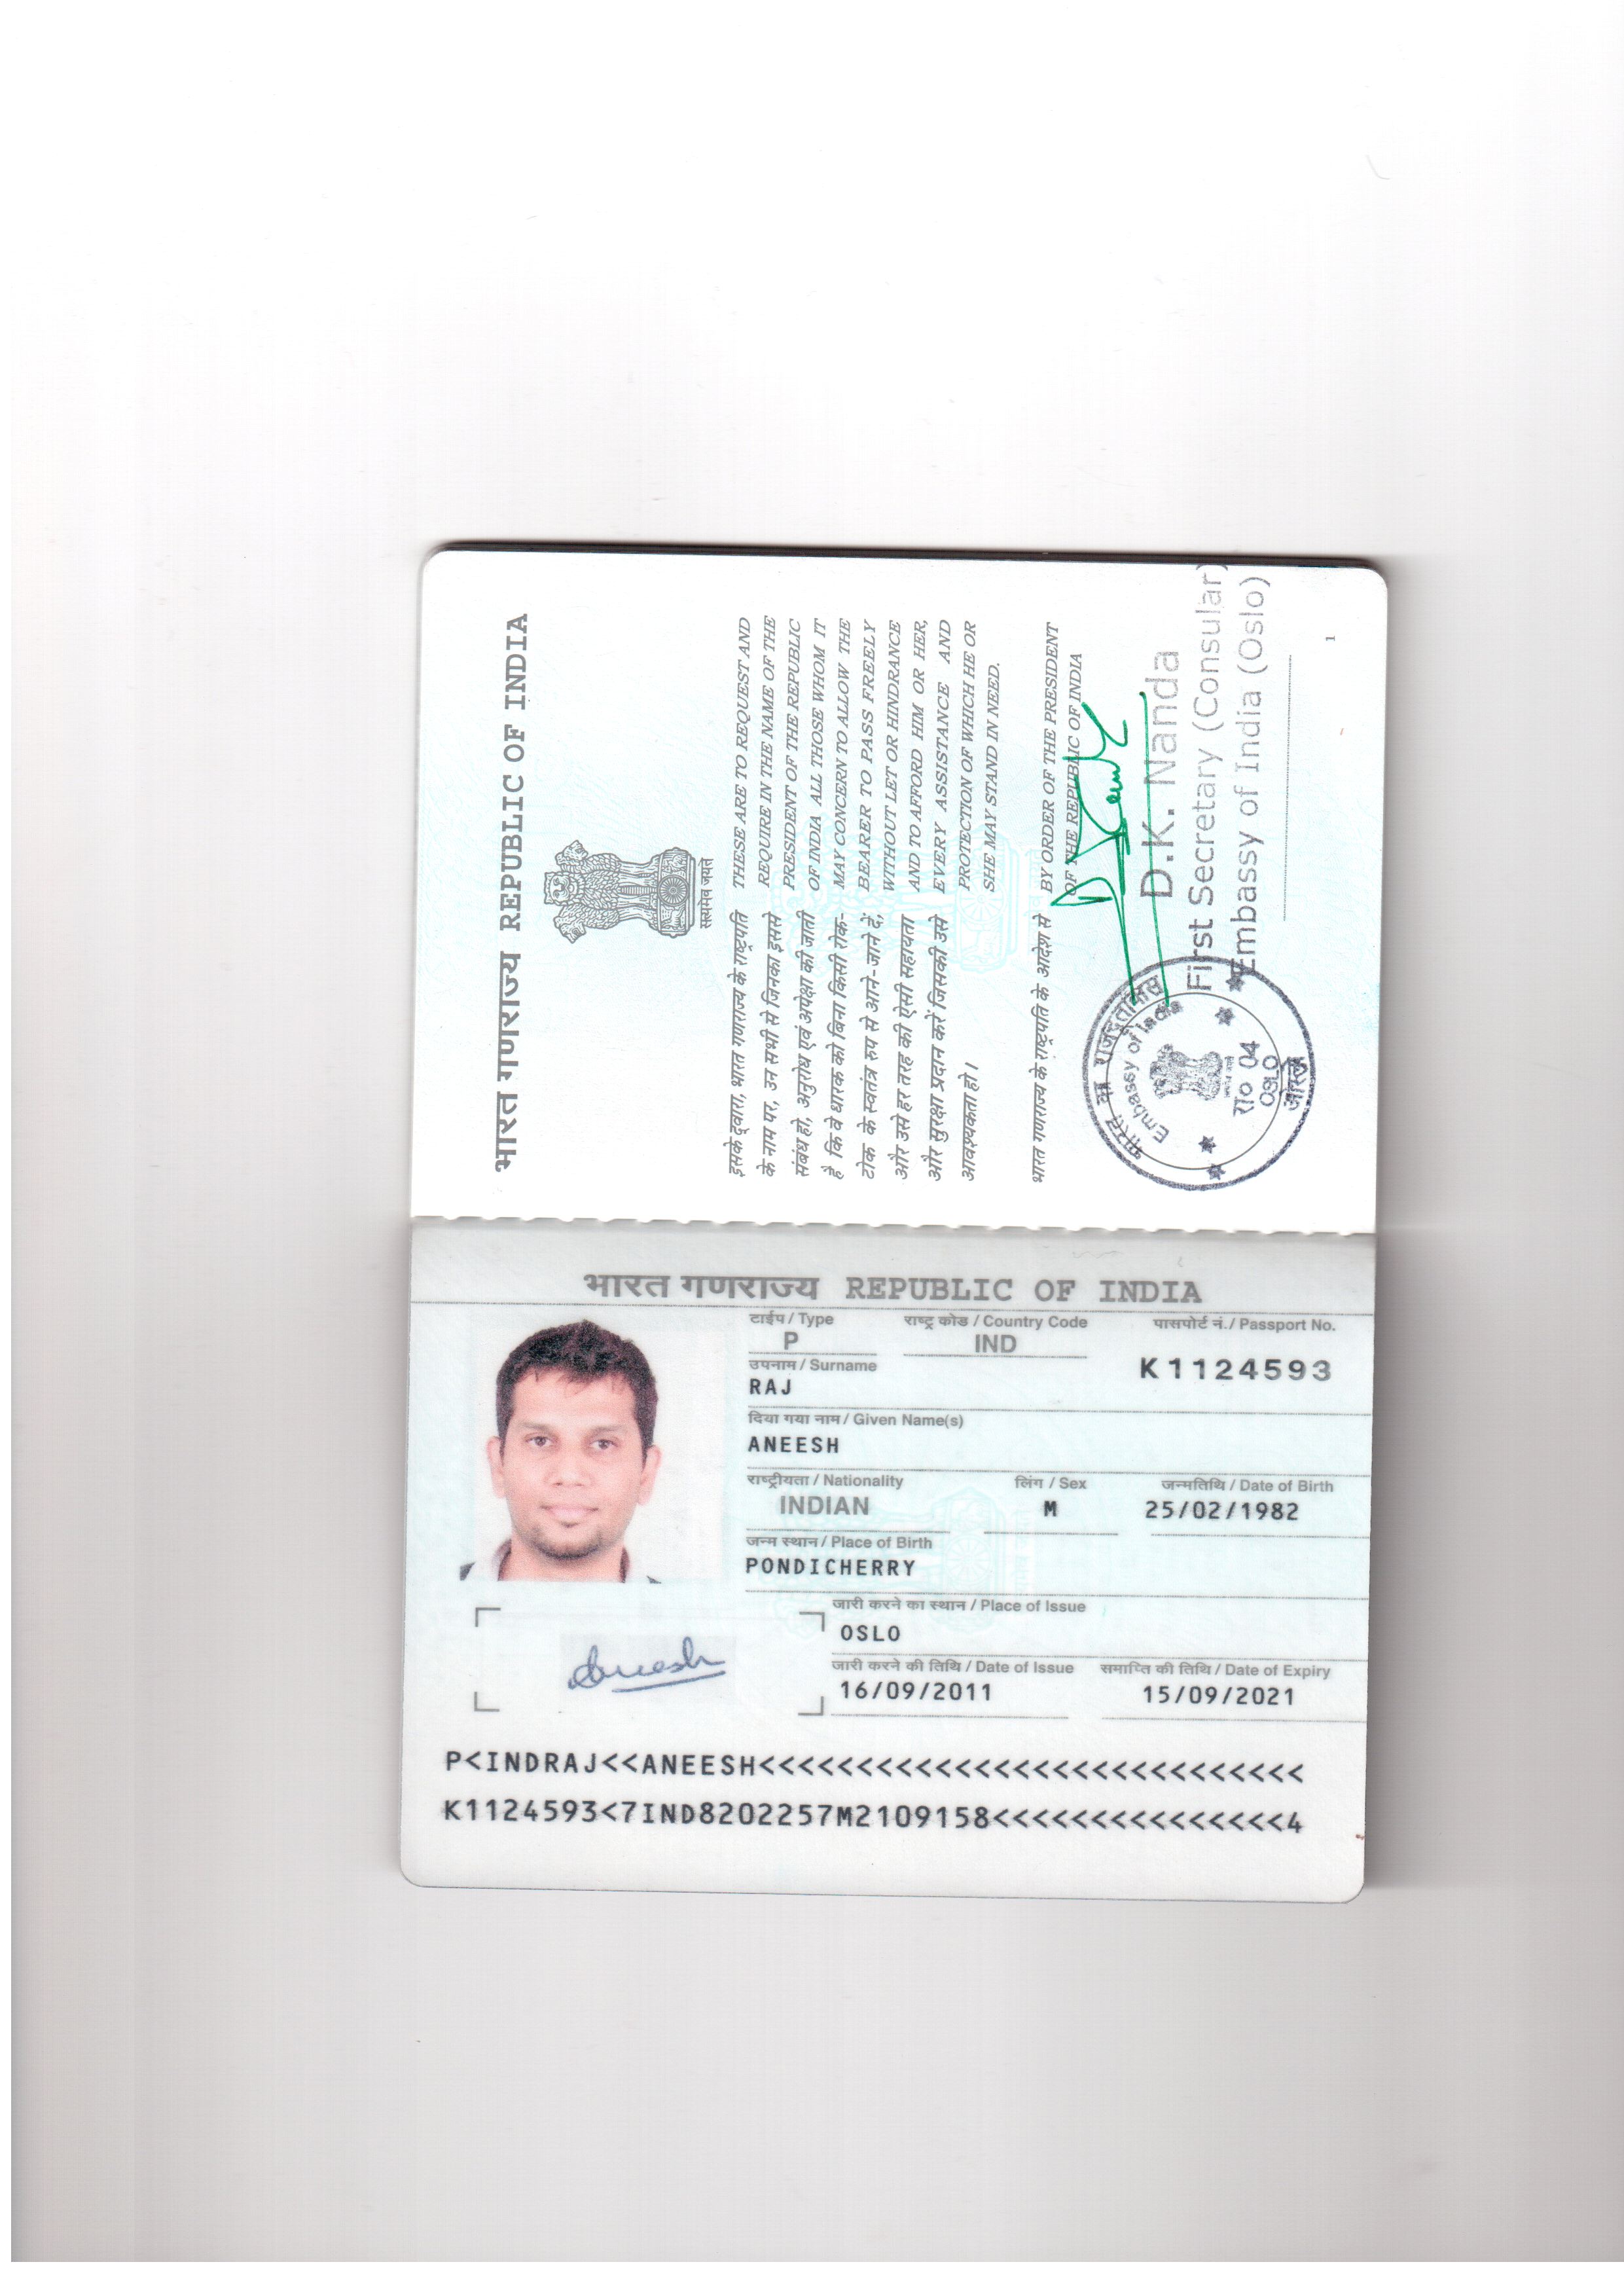 भारत गणराज्य REPUBLIC OF INDIA
सत्यमेव जयते
इसके द्वारा, भारत गणराज्य के राष्ट्रपति
के नाम पर, उन सभी से जिनका इससे
संबंध हो, अनुरोध एवं अपेक्षा की जाती
है कि वे धारक को बिना किसी रोक-
टोक के स्वतंत्र रूप से आने-जाने दें,
और उसे हर तरह की ऐसी सहायता
और सुरक्षा प्रदान करें जिसकी उसे
आवश्यकता हो।
THESE ARE TO REQUEST AND
REQUIRE IN THE NAME OF THE
PRESIDENT OF THE REPUBLIC
OF INDIA ALL THOSE WHOM IT
MAY CONCERN TO ALLOW THE
BEARER TO PASS FREELY
WITHOUT LET OR HINDRANCE
AND TO AFFORD HIM OR HER,
EVERY ASSISTANCE AND
PROTECTION OF WHICH HE OR
SHE MAY STAND IN NEED.
भारत गणराज्य के राष्ट्रपति के आदेश से
BY ORDER OF THE PRESIDENT
OF THE REPUBLIC OF INDIA
D.K. Nanda
First Secretary (Consular)
Embassy of India (Oslo)
भारत का राजदूतावास
Embassy of India
रा० 04
OSLO
ओस्लो
1
भारत गणराज्य REPUBLIC OF INDIA
टाईप / Type
राष्ट्र कोड / Country Code
पासपोर्ट नं. / Passport No.
P
IND
K1124593
उपनाम / Surname
RAJ
दिया गया नाम / Given Name(s)
ANEESH
राष्ट्रीयता / Nationality
लिंग / Sex
जन्मतिथि / Date of Birth
INDIAN
M
25/02/1982
जन्म स्थान / Place of Birth
PONDICHERRY
जारी करने का स्थान / Place of Issue
OSLO
जारी करने की तिथि / Date of Issue
समाप्ति की तिथि / Date of Expiry
16/09/2011
15/09/2021
Aneesh
P<INDRAJ<<ANEESH<<<<<<<<<<<<<<<<<<<<<<<<<<<<
K1124593<7IND8202257M2109158<<<<<<<<<<<<<<<4